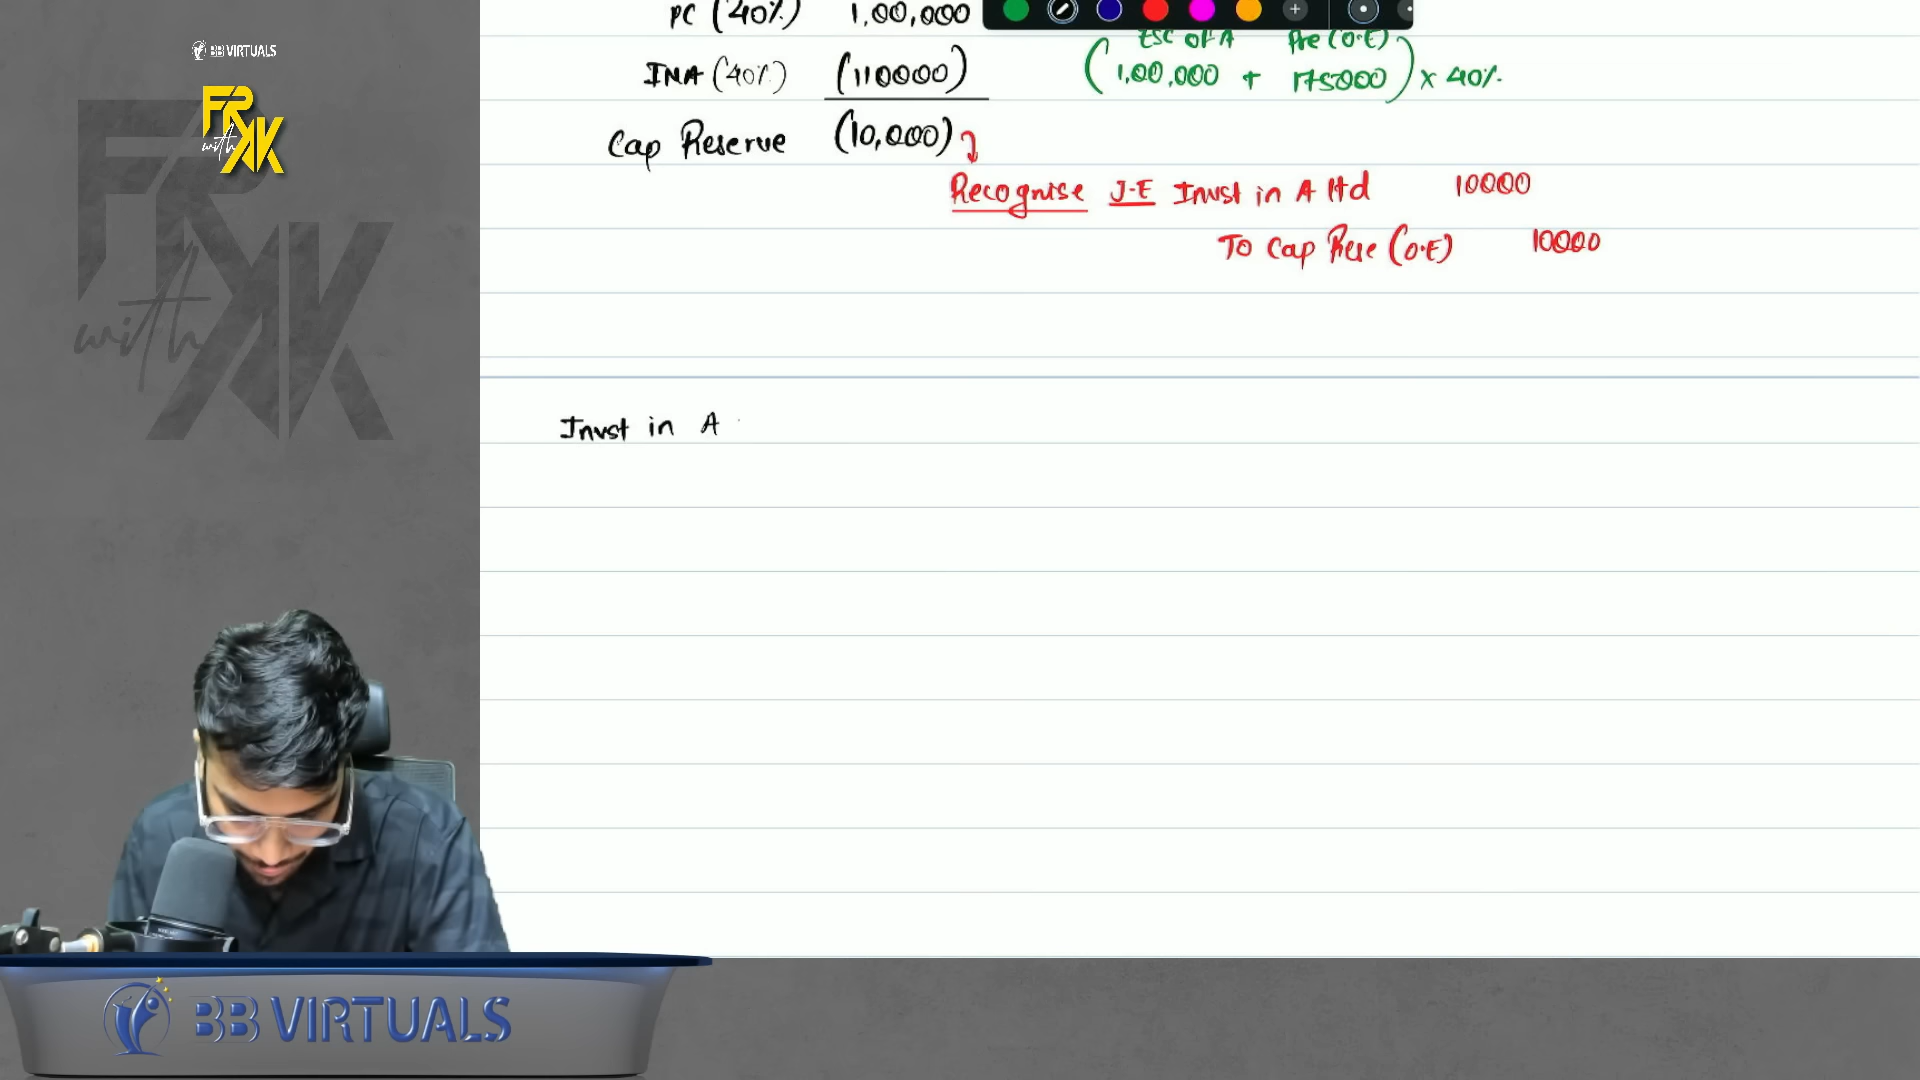 PC (40%) 1,00,000
BB VIRTUALS
ESC of A Pre (O.E)
INA (40%) (110000) (1,00,000 + 175000) x 40%
FR
with
KK
Cap Reserve (10,000)
Recognise J.E Invst in A ltd 10000
To Cap Rese (O.E) 10000
Invst in A
BB VIRTUALS